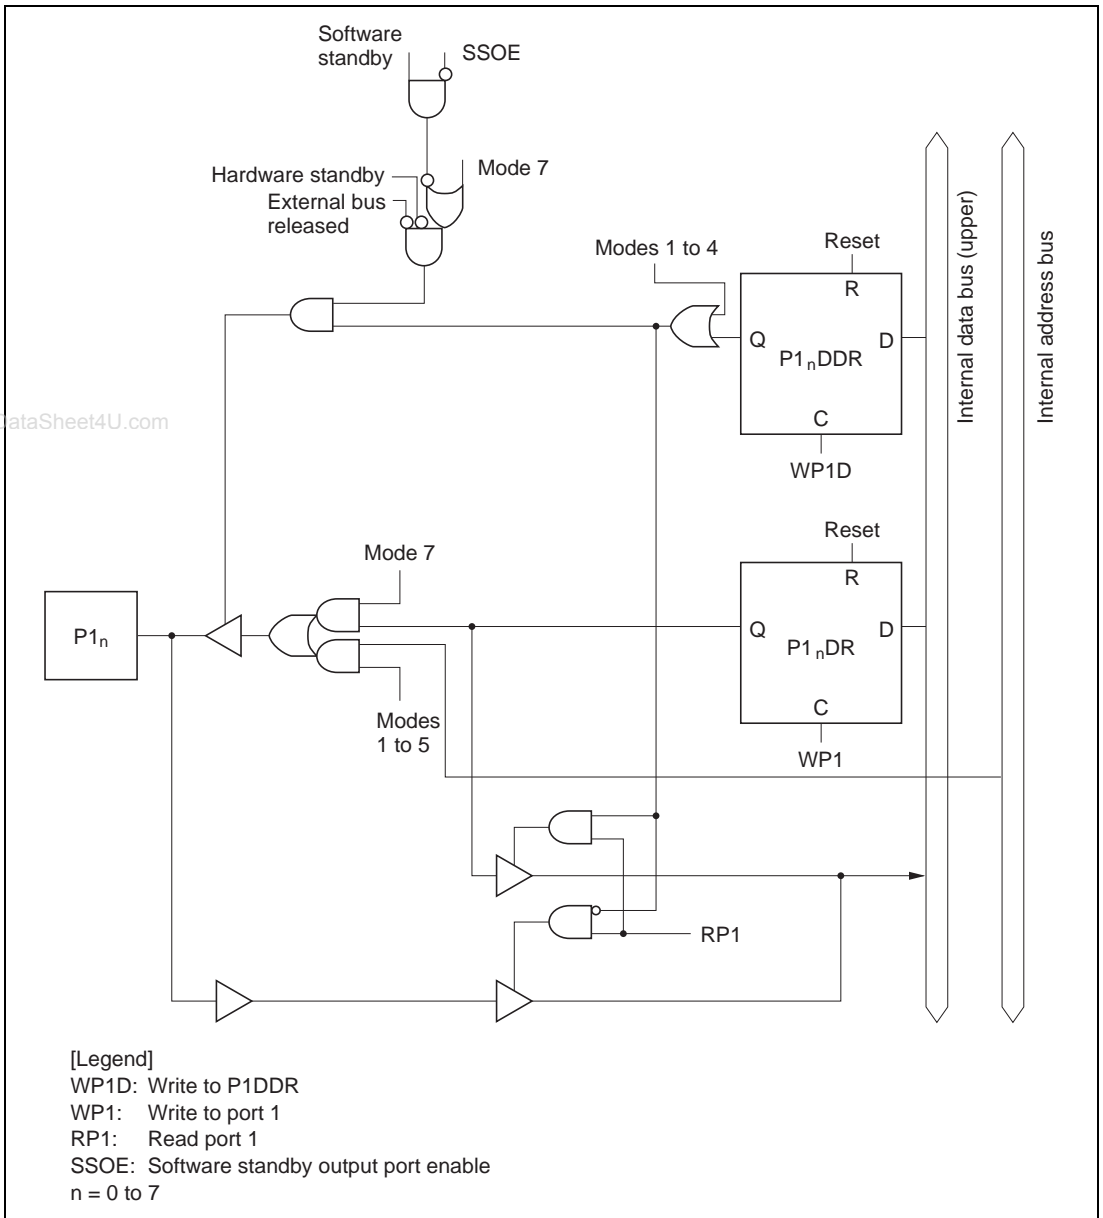 Software
standby
SSOE
Mode 7
Hardware standby
External bus
released
Modes 1 to 4
Reset
R
Q
D
P1nDDR
C
WP1D
Internal data bus (upper)
Internal address bus
DataSheet4U.com
Reset
R
Mode 7
P1n
Q
D
P1nDR
C
WP1
Modes
1 to 5
RP1
[Legend]
WP1D: Write to P1DDR
WP1: Write to port 1
RP1: Read port 1
SSOE: Software standby output port enable
n = 0 to 7